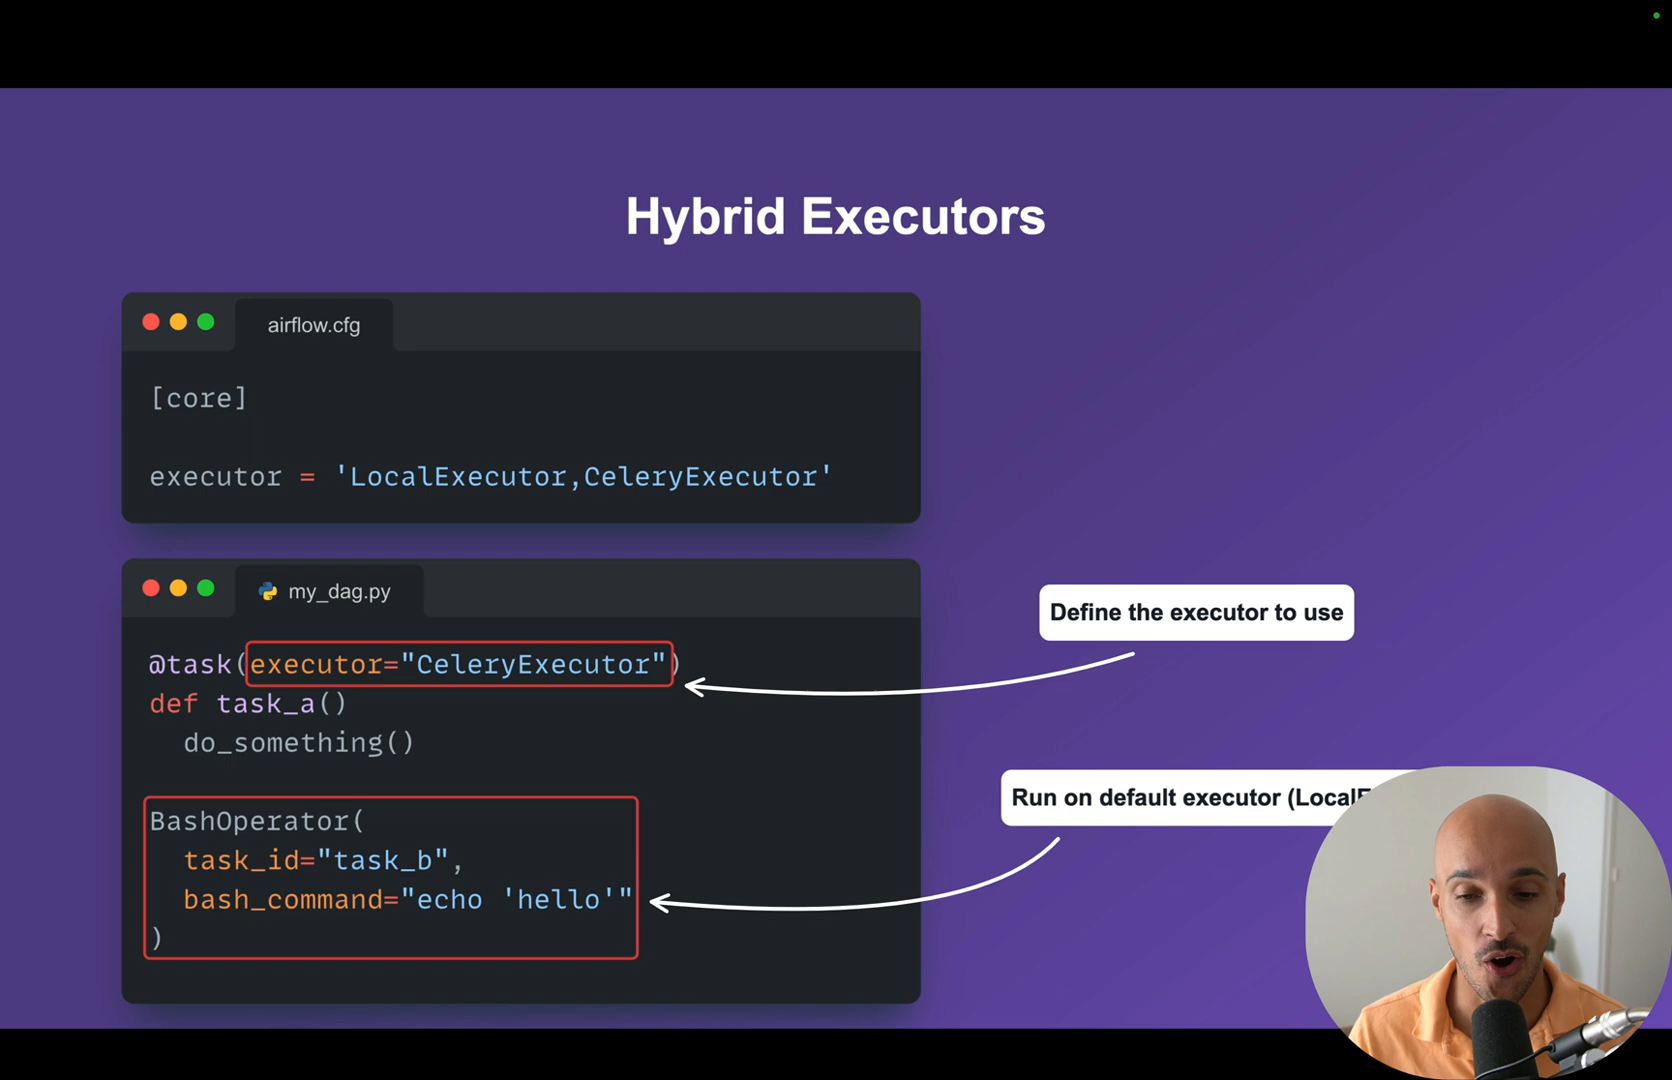 Hybrid Executors
airflow.cfg
[core]
executor = 'LocalExecutor,CeleryExecutor'
my_dag.py
@task(executor="CeleryExecutor")
def task_a()
do_something()
BashOperator(
task_id="task_b",
bash_command="echo 'hello'"
)
Define the executor to use
Run on default executor